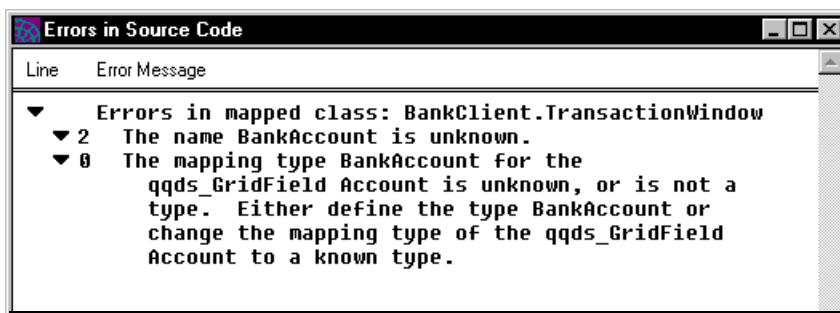 Errors in Source Code
Line Error Message
Errors in mapped class: BankClient.TransactionWindow
2 The name BankAccount is unknown.
0 The mapping type BankAccount for the
qqds_GridField Account is unknown, or is not a
type. Either define the type BankAccount or
change the mapping type of the qqds_GridField
Account to a known type.